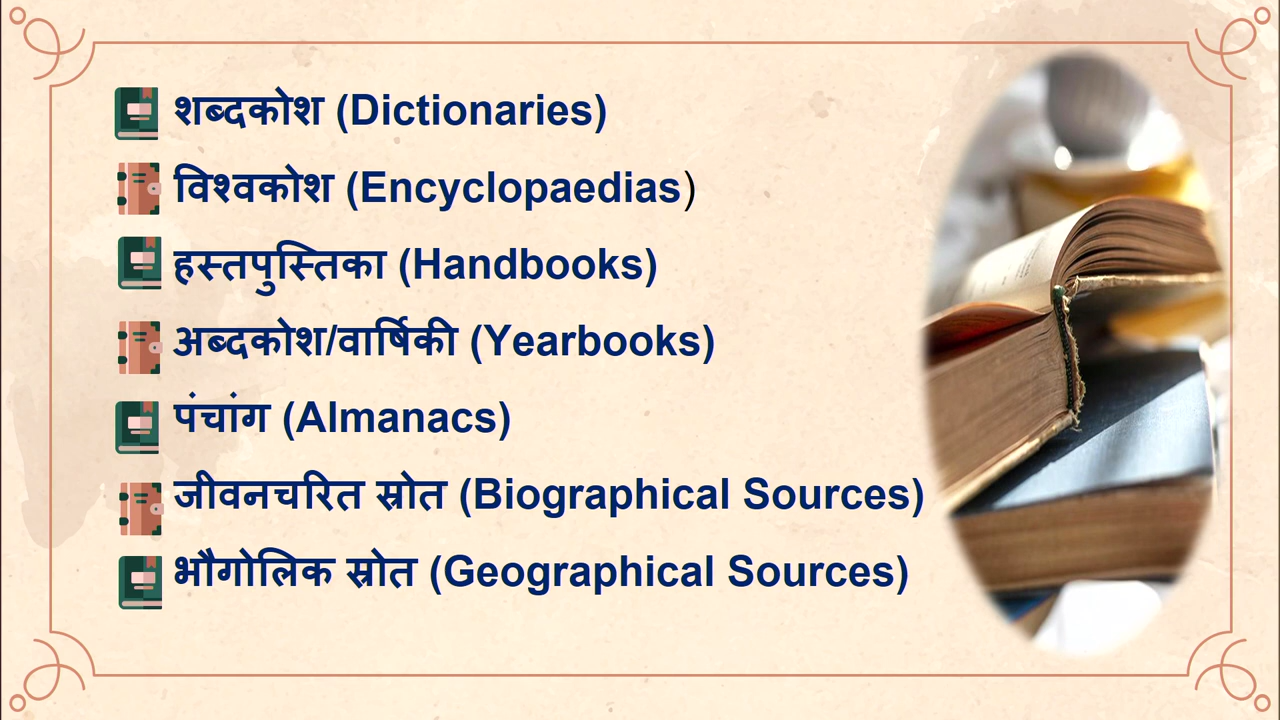 शब्दकोश (Dictionaries)
विश्वकोश (Encyclopaedias)
हस्तपुस्तिका (Handbooks)
अब्दकोश/वार्षिकी (Yearbooks)
पंचांग (Almanacs)
जीवनचरित स्रोत (Biographical Sources)
भौगोलिक स्रोत (Geographical Sources)